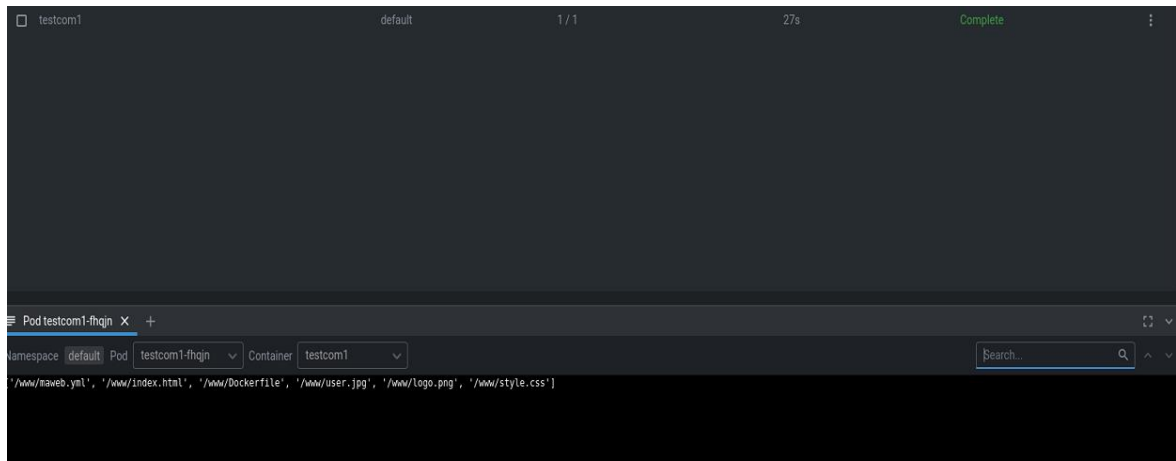 testcom1 default 1 / 1 27s Complete
Pod testcom1-fhqjn
Namespace default Pod testcom1-fhqjn Container testcom1 Search...
['/www/maweb.yml', '/www/index.html', '/www/Dockerfile', '/www/user.jpg', '/www/logo.png', '/www/style.css']